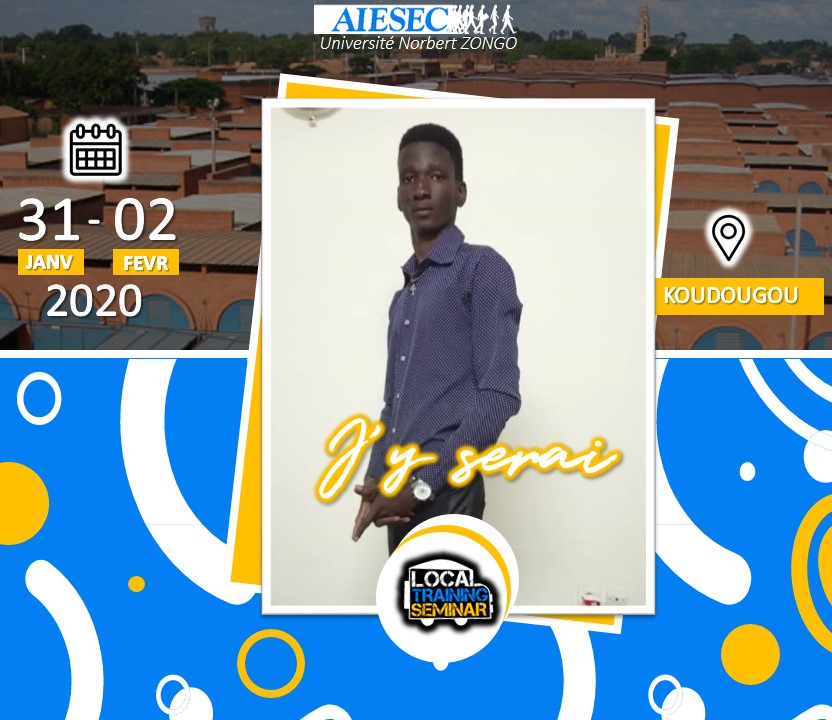 AIESEC
Université Norbert ZONGO
31 - 02
JANV FEVR
2020
KOUDOUGOU
J'y serai
LOCAL
TRAINING
SEMINAR